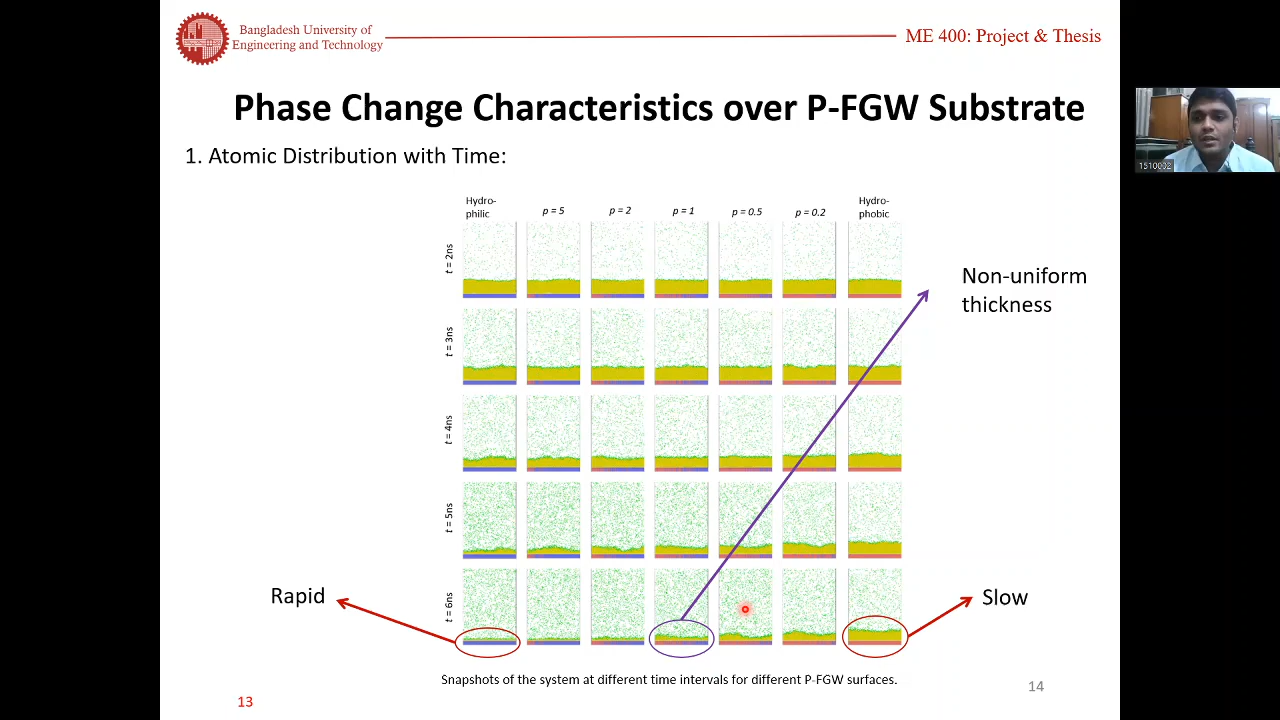 Bangladesh University of
Engineering and Technology
ME 400: Project & Thesis
Phase Change Characteristics over P-FGW Substrate
1. Atomic Distribution with Time:
Hydro-
philic
p = 5
p = 2
p = 1
p = 0.5
p = 0.2
Hydro-
phobic
t = 2ns
t = 3ns
t = 4ns
t = 5ns
t = 6ns
Non-uniform
thickness
Rapid
Slow
Snapshots of the system at different time intervals for different P-FGW surfaces.
13
14
1510002